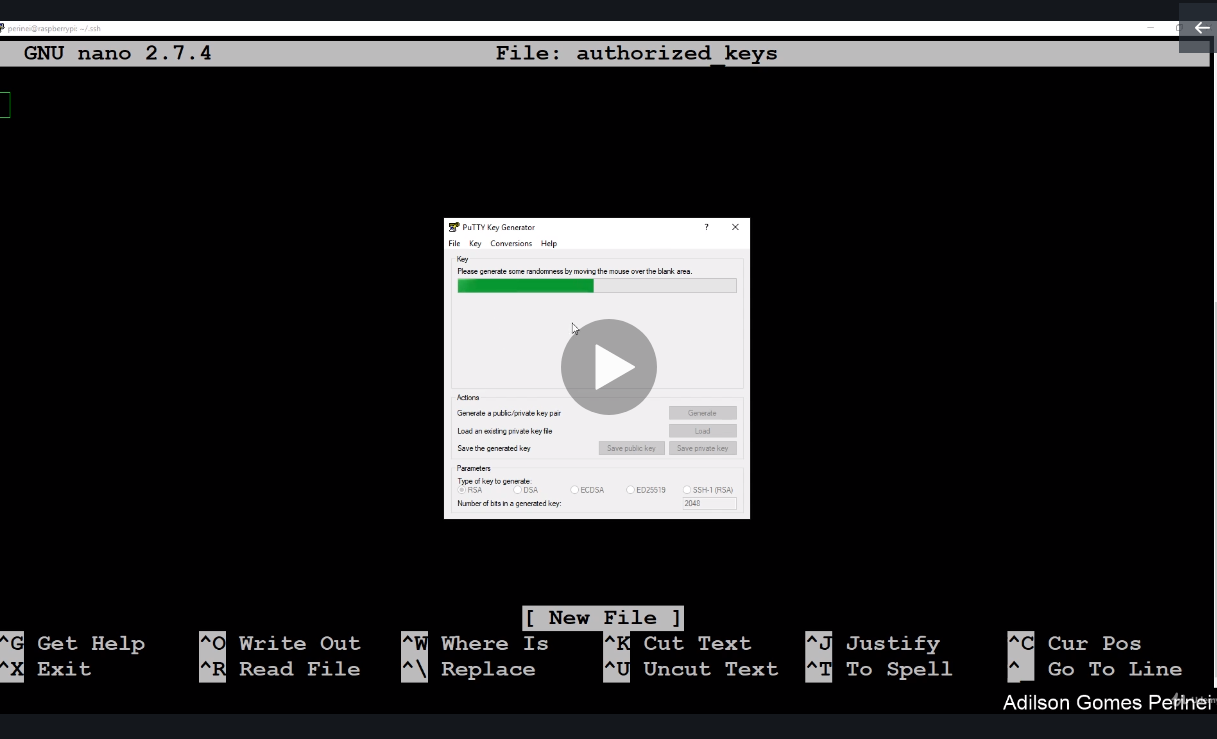 pennei@raspberrypi: ~/.ssh
GNU nano 2.7.4 File: authorized_keys
PuTTY Key Generator ?
File Key Conversions Help
Key
Please generate some randomness by moving the mouse over the blank area.
Actions
Generate a public/private key pair Generate
Load an existing private key file Load
Save the generated key Save public key Save private key
Parameters
Type of key to generate:
RSA DSA ECDSA ED25519 SSH-1 (RSA)
Number of bits in a generated key: 2048
[ New File ]
^G Get Help ^O Write Out ^W Where Is ^K Cut Text ^J Justify ^C Cur Pos
^X Exit ^R Read File ^\ Replace ^U Uncut Text ^T To Spell ^_ Go To Line
Adilson Gomes Pennei